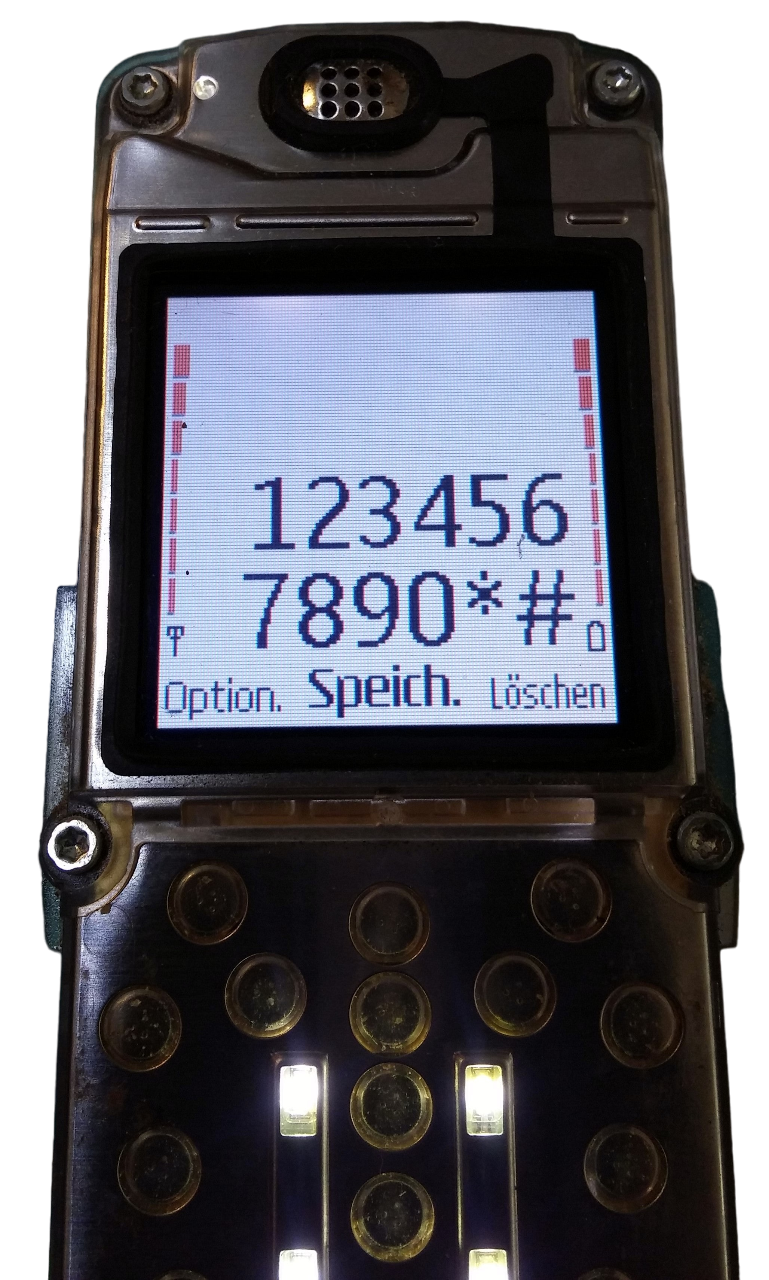 123456
7890*#
Option. Speich. Löschen